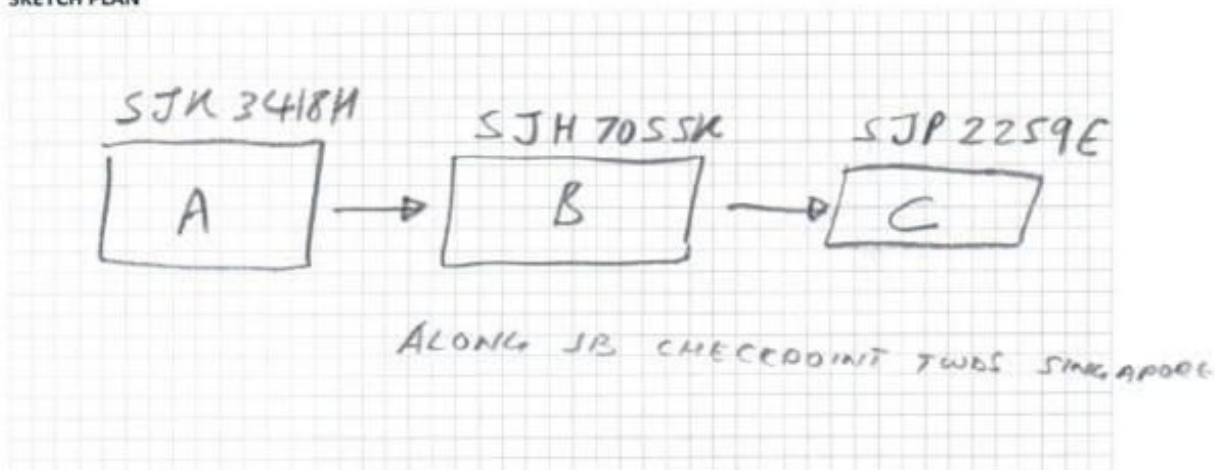 SKETCH PLAN
SJK 3418H
SJH 7055K
SJP 2259E
A
B
C
ALONG JB CHECKPOINT TWDS SINGAPORE